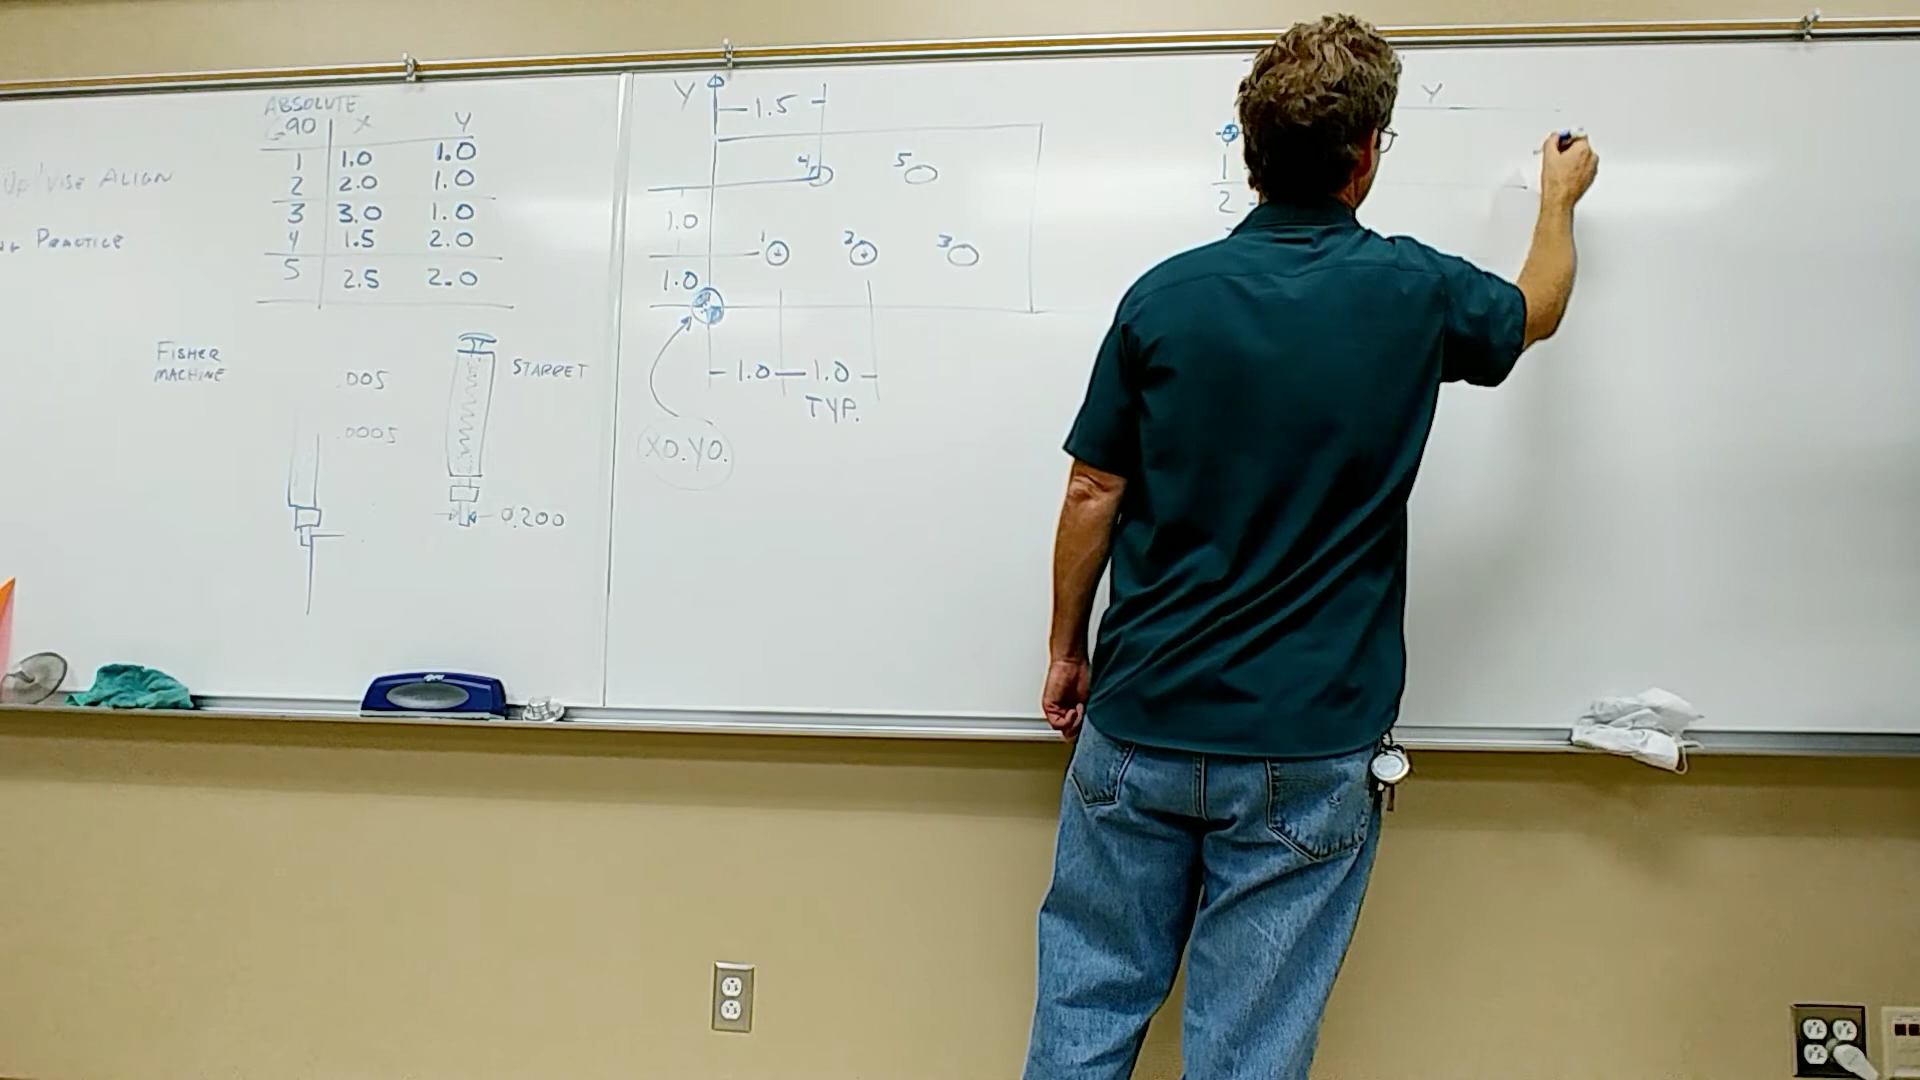 ABSOLUTE
G90 X Y
1 1.0 1.0
2 2.0 1.0
3 3.0 1.0
4 1.5 2.0
5 2.5 2.0
UP/VISE ALIGN
PRACTICE
FISHER
MACHINE
.005
.0005
STARRET
0.200
Y
1.5
4 5
1.0
1 2 3
1.0
1.0 1.0
TYP.
X0.Y0.
Y
1
2